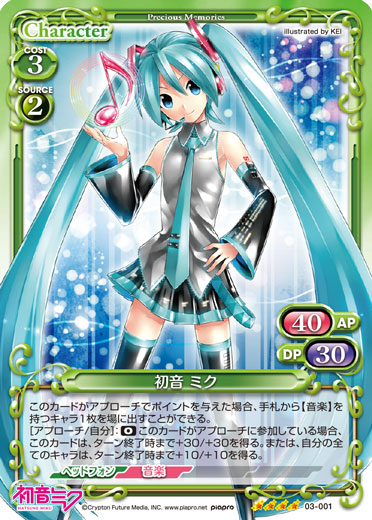 Precious Memories
Character
illustrated by KEI
COST
3
SOURCE
2
40 AP
DP 30
初音 ミク
このカードがアプローチでポイントを与えた場合、手札から【音楽】を
持つキャラ1枚を場に出すことができる。
[アプローチ/自分]:0 このカードがアプローチに参加している場合、
このカードは、ターン終了時まで+30/+30を得る。または、自分の全
てのキャラは、ターン終了時まで+10/+10を得る。
ヘッドフォン 音楽
初音ミク
HATSUNE MIKU
©Crypton Future Media, INC. www.piapro.net piapro
03-001